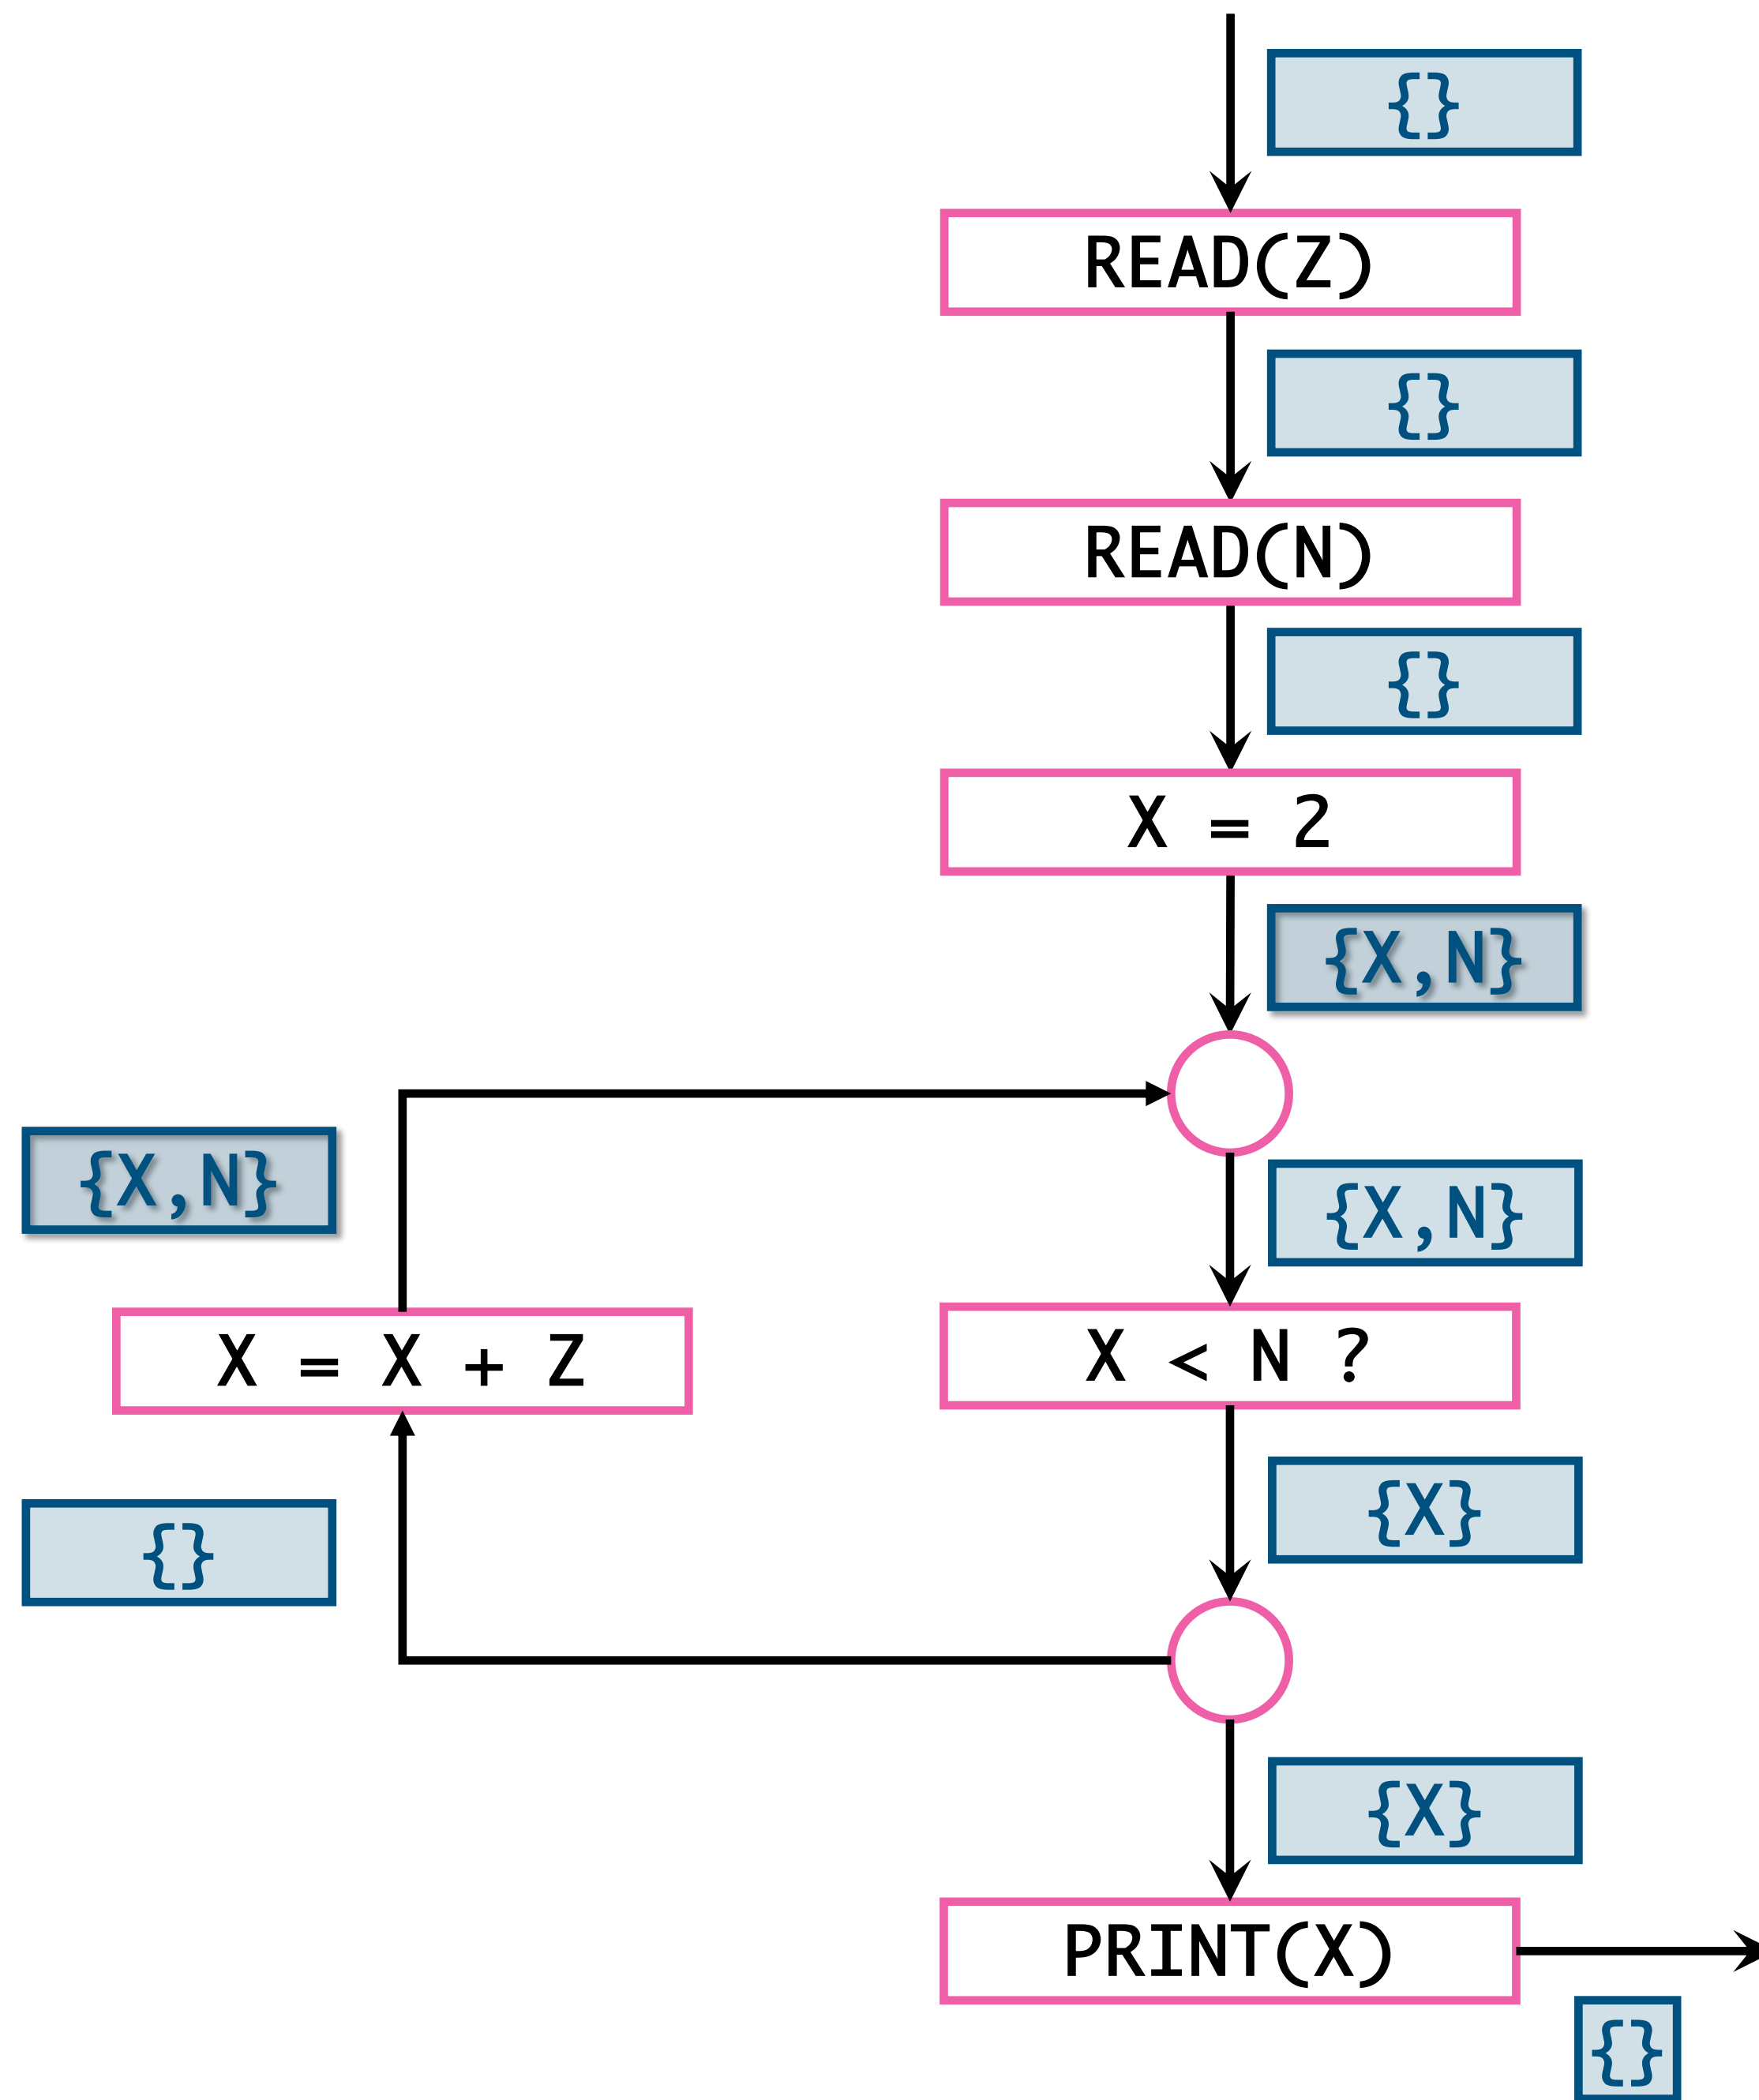 {}
READ(Z)
{}
READ(N)
{}
X = 2
{X,N}
{X,N}
{X,N}
X = X + Z
X < N ?
{X}
{}
{X}
PRINT(X)
{}